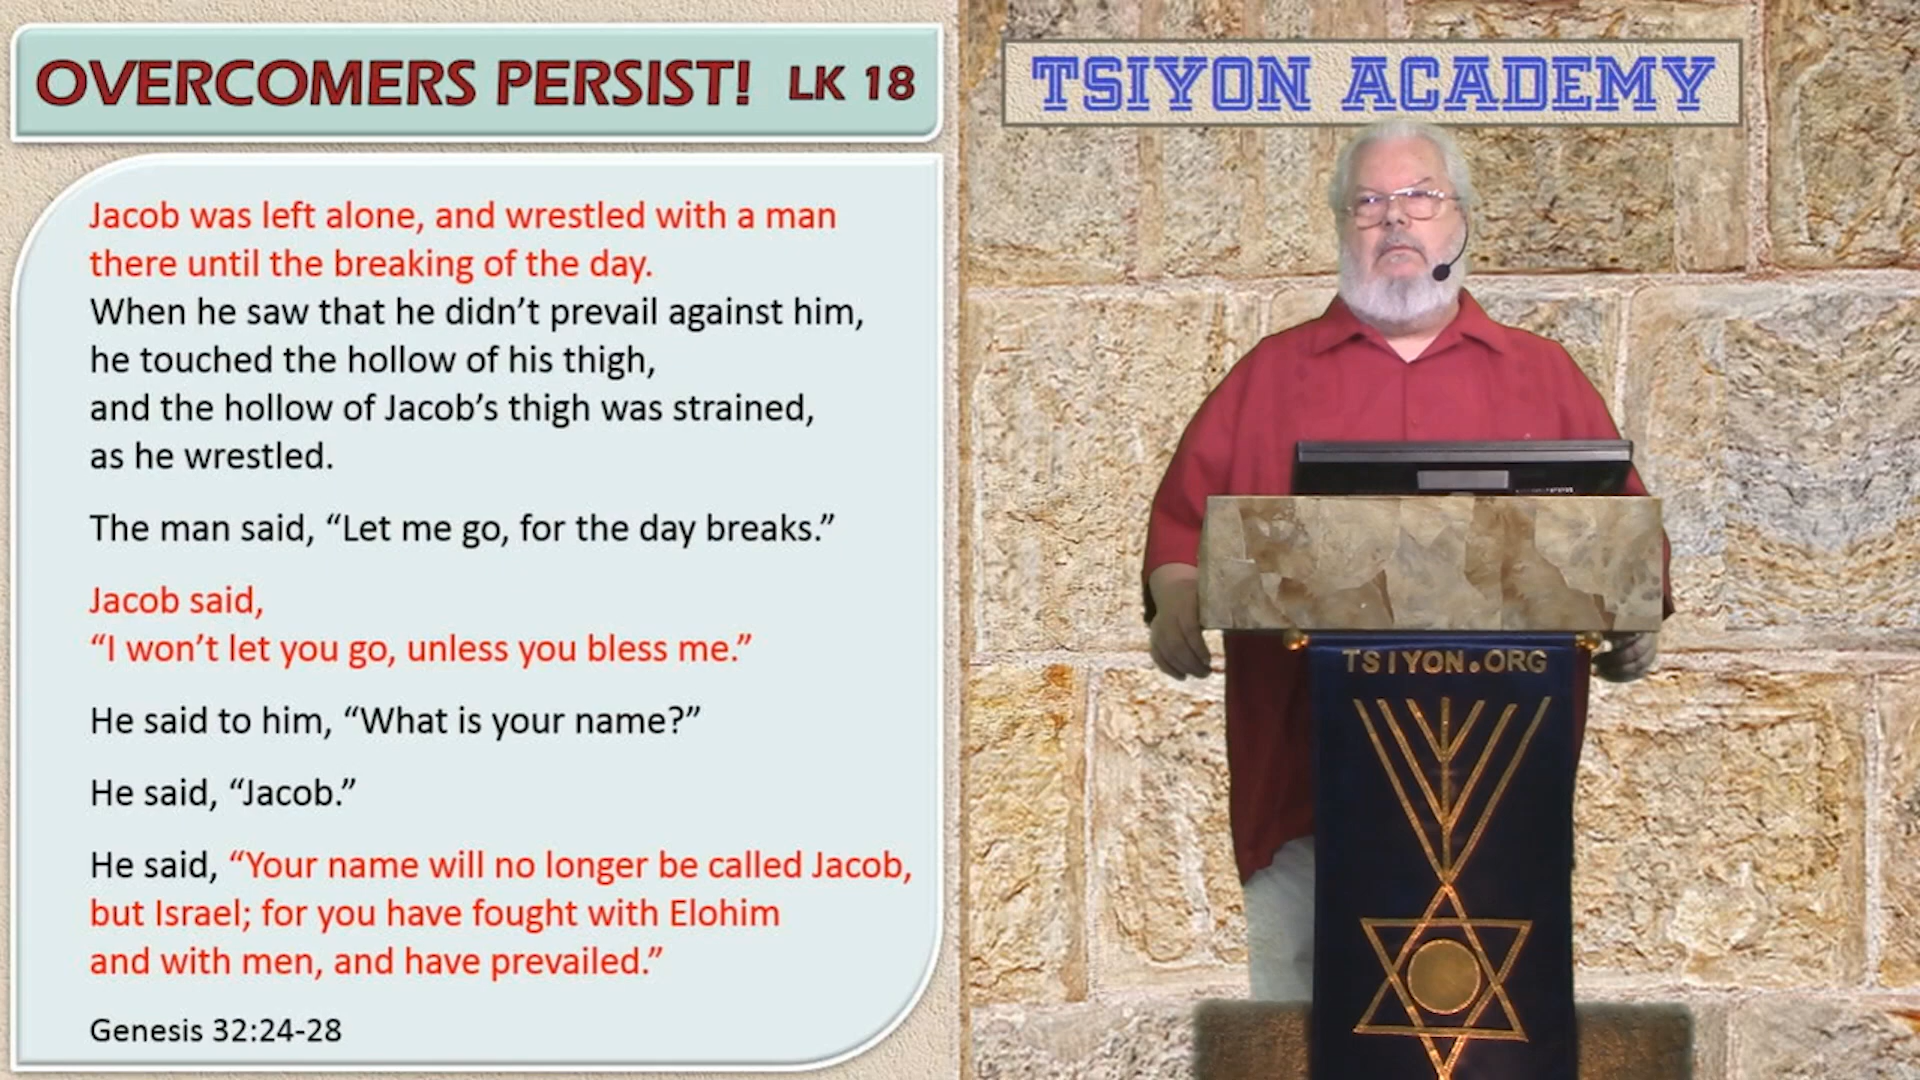 OVERCOMERS PERSIST! LK 18
Jacob was left alone, and wrestled with a man
there until the breaking of the day.
When he saw that he didn’t prevail against him,
he touched the hollow of his thigh,
and the hollow of Jacob’s thigh was strained,
as he wrestled.
The man said, “Let me go, for the day breaks.”
Jacob said,
“I won’t let you go, unless you bless me.”
He said to him, “What is your name?”
He said, “Jacob.”
He said, “Your name will no longer be called Jacob,
but Israel; for you have fought with Elohim
and with men, and have prevailed.”
Genesis 32:24-28
TSIYON ACADEMY
TSIYON.ORG